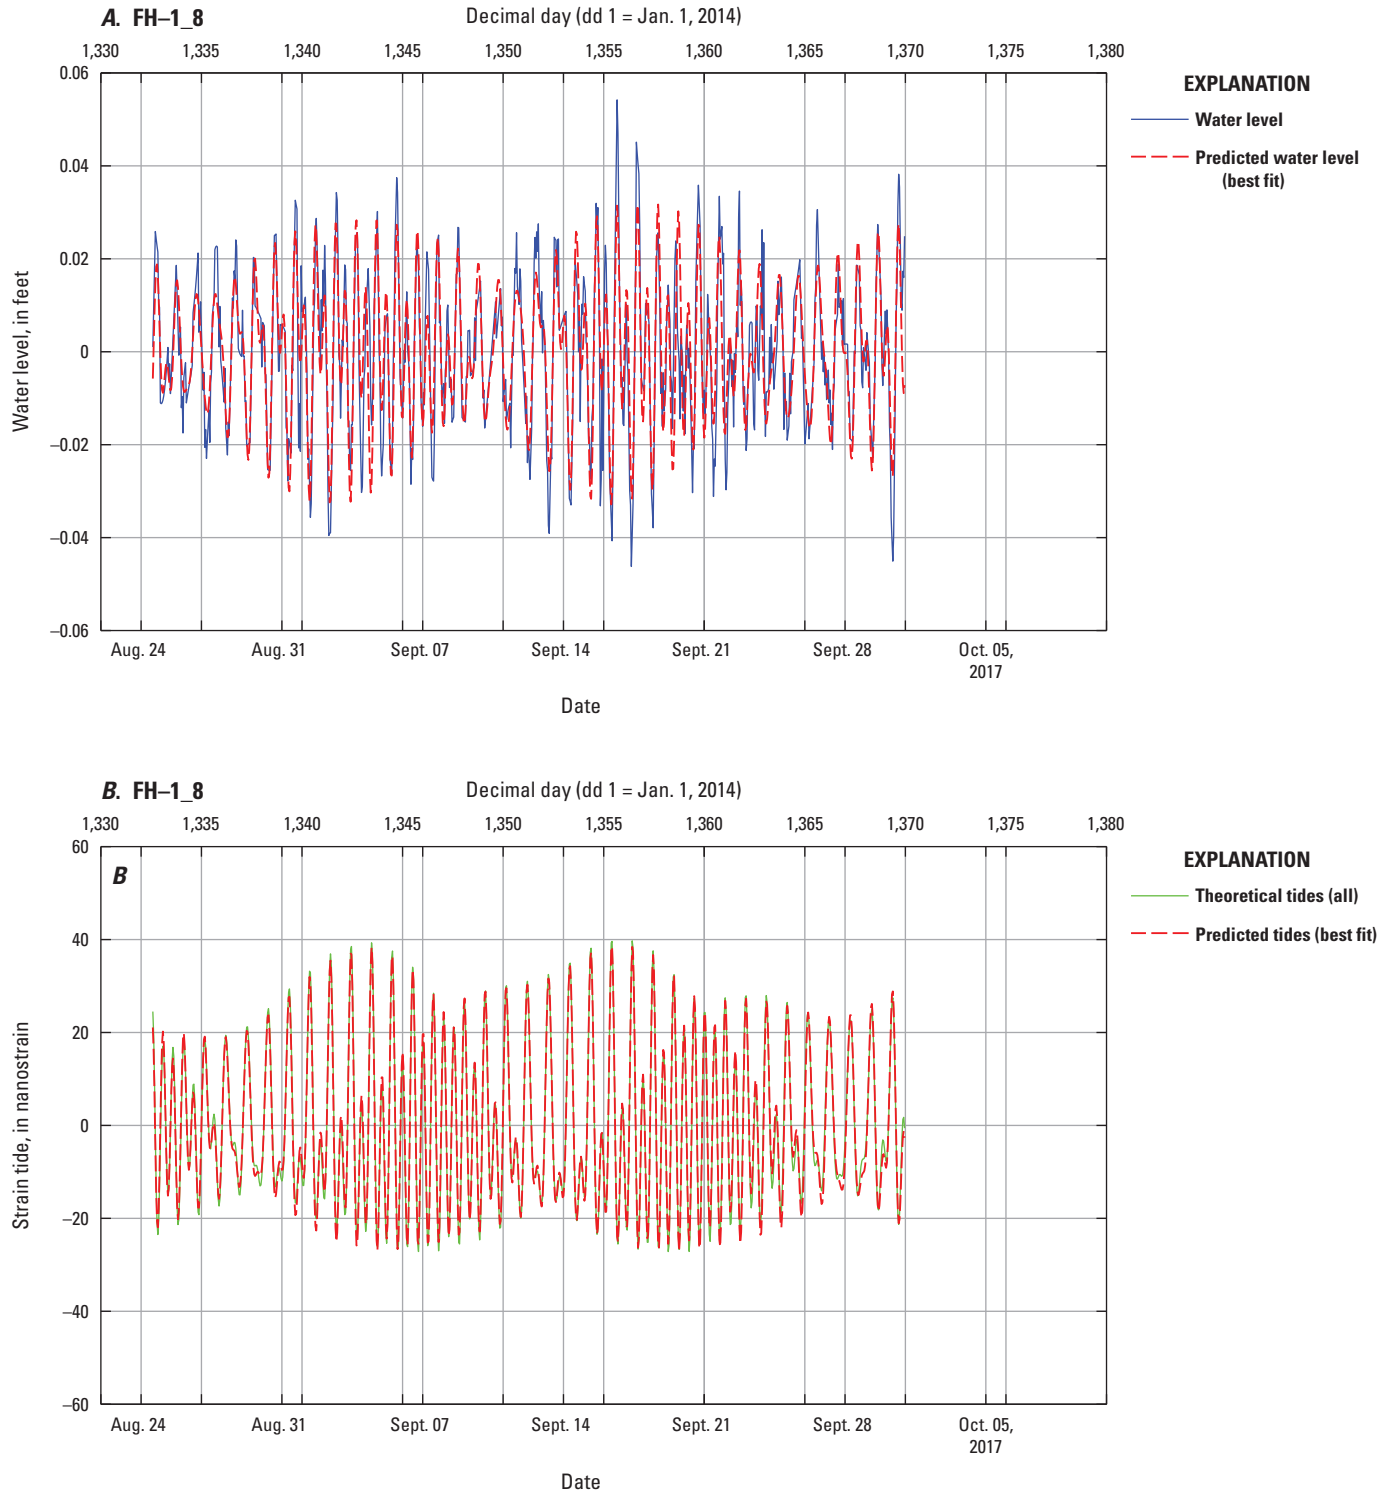 A. FH–1_8
Decimal day (dd 1 = Jan. 1, 2014)
1,330 1,335 1,340 1,345 1,350 1,355 1,360 1,365 1,370 1,375 1,380
0.06
0.04
0.02
0
–0.02
–0.04
–0.06
Water level, in feet
Aug. 24 Aug. 31 Sept. 07 Sept. 14 Sept. 21 Sept. 28 Oct. 05,
2017
Date
EXPLANATION
Water level
Predicted water level
(best fit)
B. FH–1_8
Decimal day (dd 1 = Jan. 1, 2014)
1,330 1,335 1,340 1,345 1,350 1,355 1,360 1,365 1,370 1,375 1,380
B
60
40
20
0
–20
–40
–60
Strain tide, in nanostrain
Aug. 24 Aug. 31 Sept. 07 Sept. 14 Sept. 21 Sept. 28 Oct. 05,
2017
Date
EXPLANATION
Theoretical tides (all)
Predicted tides (best fit)